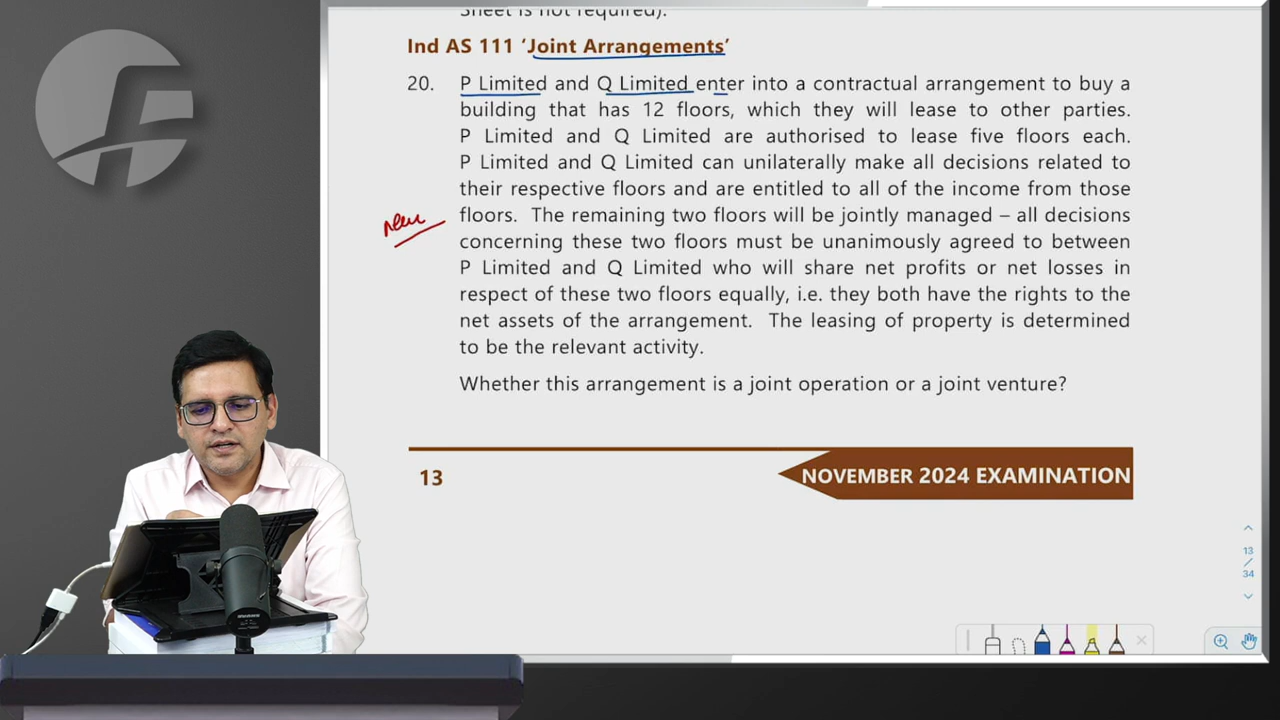 Sheet is not required).
Ind AS 111 ‘Joint Arrangements’
20. P Limited and Q Limited enter into a contractual arrangement to buy a
building that has 12 floors, which they will lease to other parties.
P Limited and Q Limited are authorised to lease five floors each.
P Limited and Q Limited can unilaterally make all decisions related to
their respective floors and are entitled to all of the income from those
new floors. The remaining two floors will be jointly managed – all decisions
concerning these two floors must be unanimously agreed to between
P Limited and Q Limited who will share net profits or net losses in
respect of these two floors equally, i.e. they both have the rights to the
net assets of the arrangement. The leasing of property is determined
to be the relevant activity.
Whether this arrangement is a joint operation or a joint venture?
13 NOVEMBER 2024 EXAMINATION
13
/
34